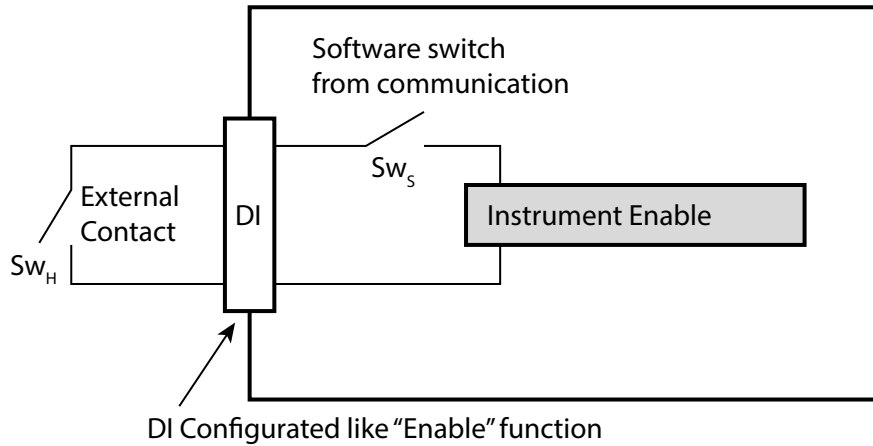 Software switch
from communication
Sw_S
External
Contact
DI
Instrument Enable
Sw_H
DI Configurated like “Enable” function